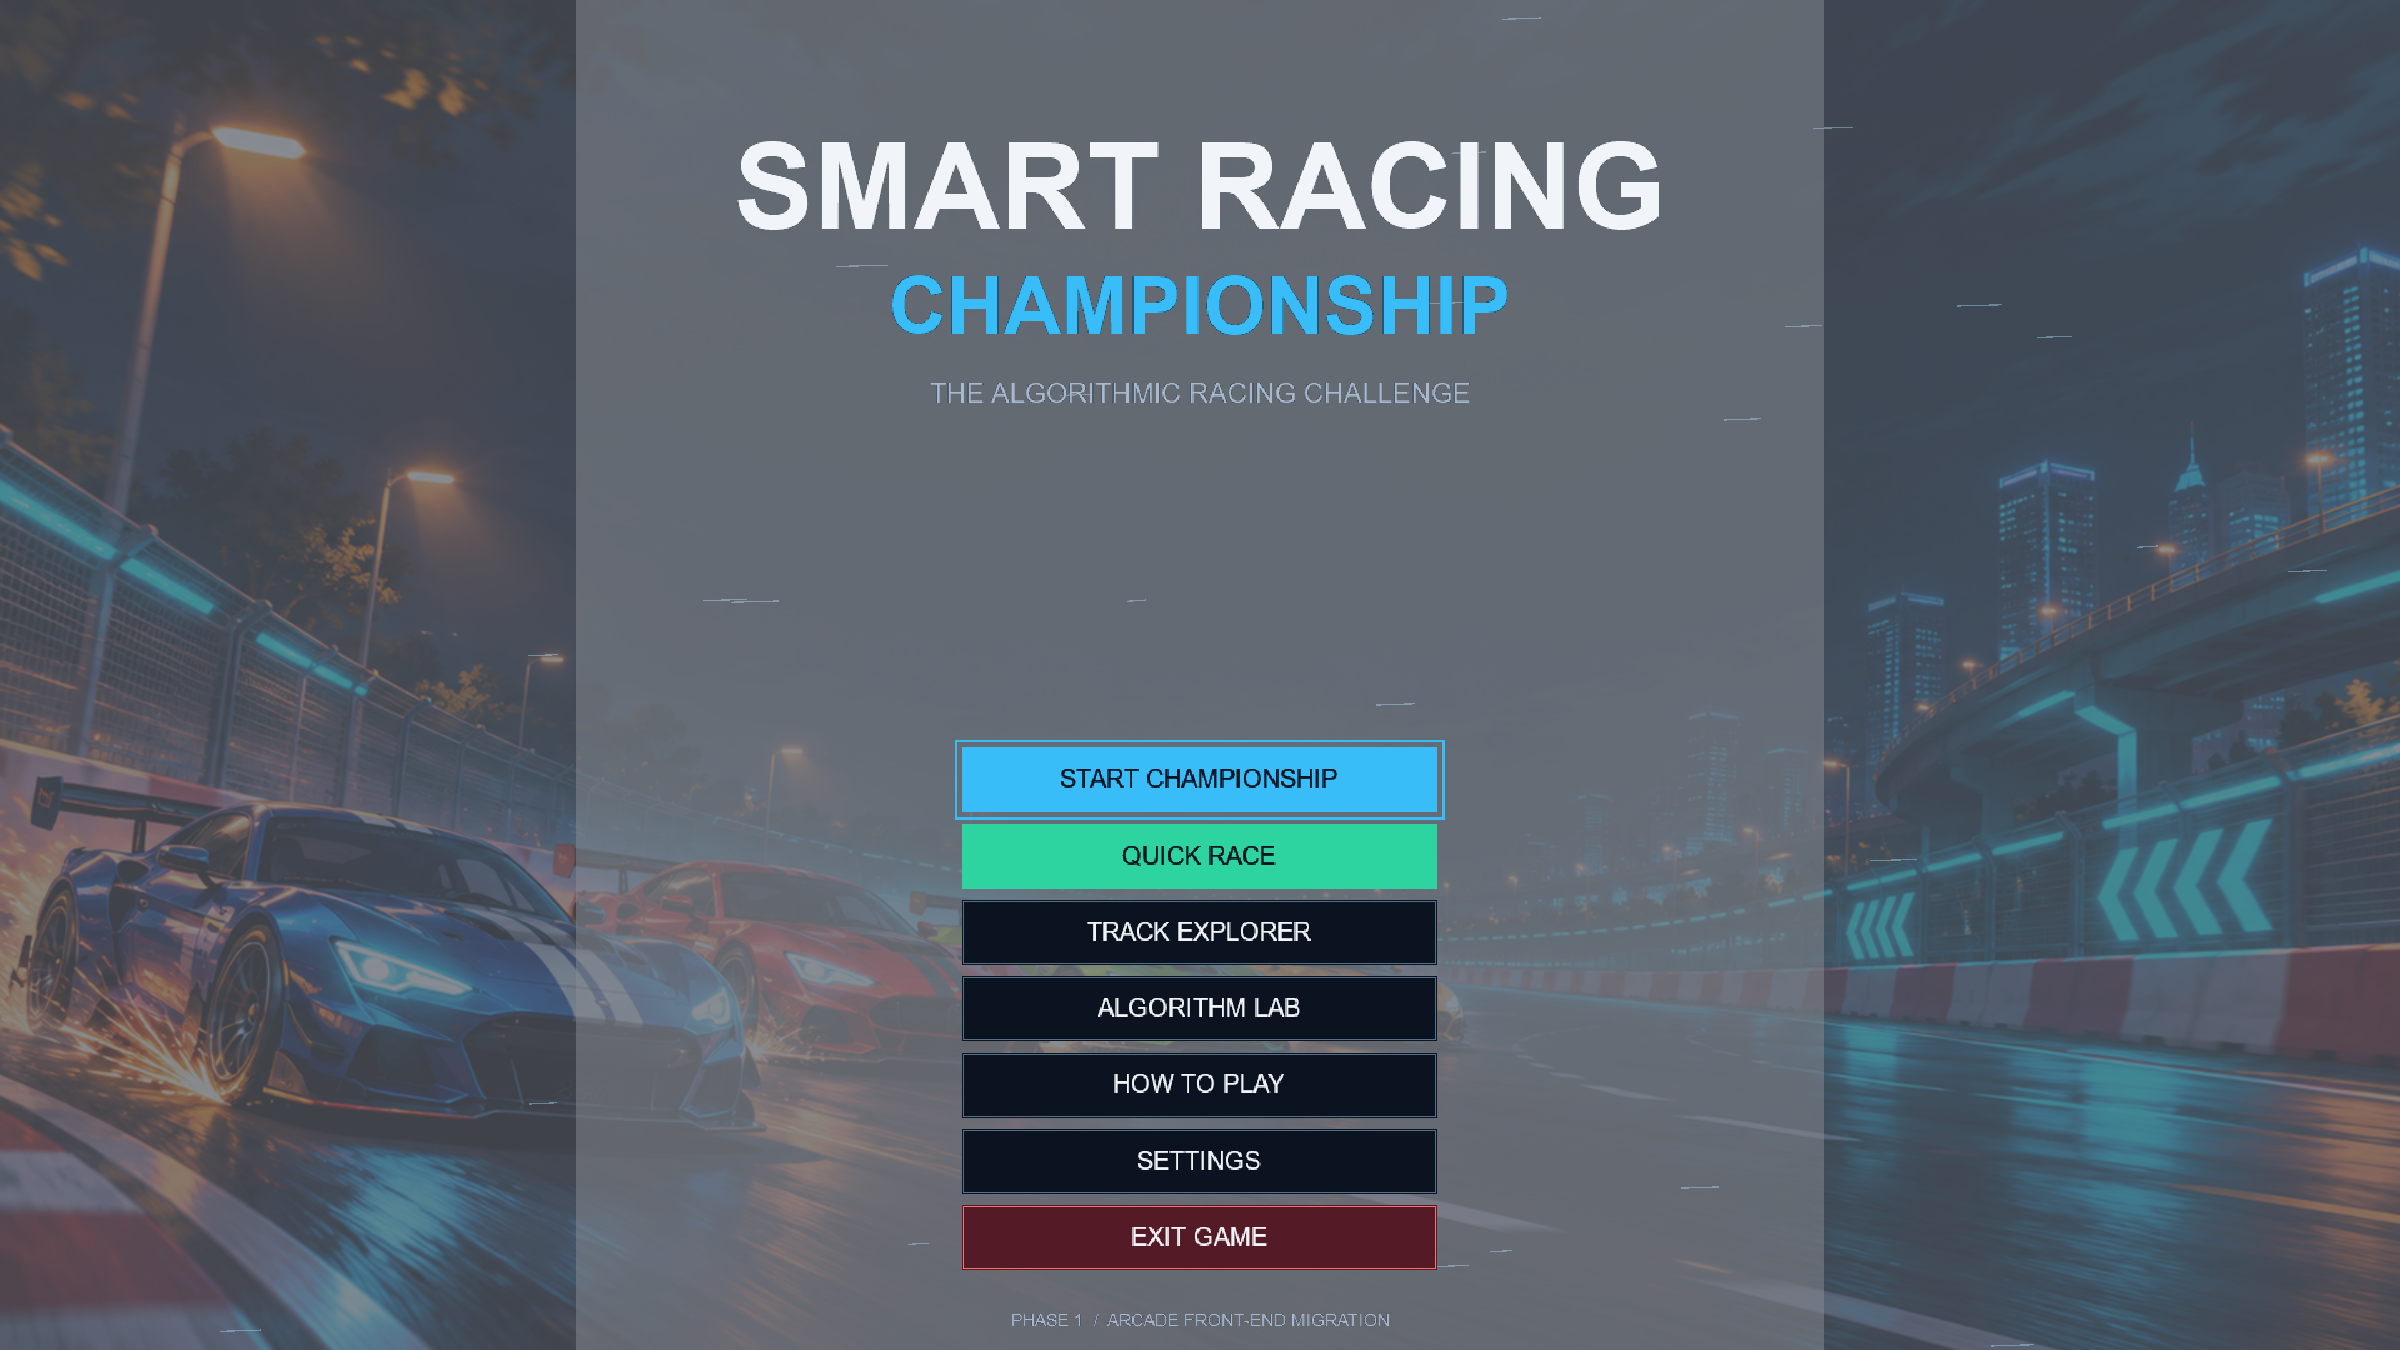 SMART RACING
CHAMPIONSHIP
THE ALGORITHMIC RACING CHALLENGE
START CHAMPIONSHIP
QUICK RACE
TRACK EXPLORER
ALGORITHM LAB
HOW TO PLAY
SETTINGS
EXIT GAME
PHASE 1 / ARCADE FRONT-END MIGRATION